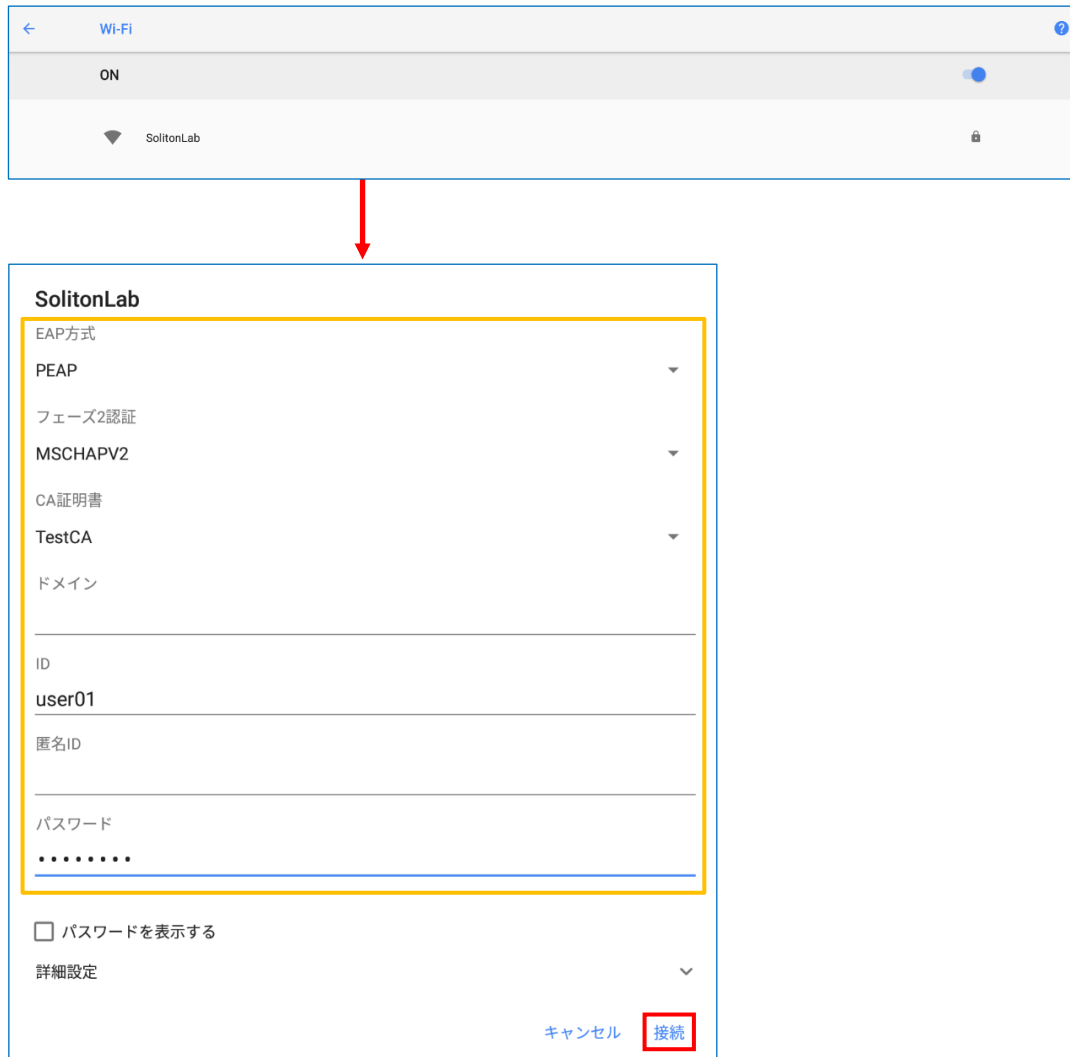 Wi-Fi
ON
SolitonLab
SolitonLab
EAP方式
PEAP
フェーズ2認証
MSCHAPV2
CA証明書
TestCA
ドメイン
ID
user01
匿名ID
パスワード
••••••••
パスワードを表示する
詳細設定
キャンセル 接続